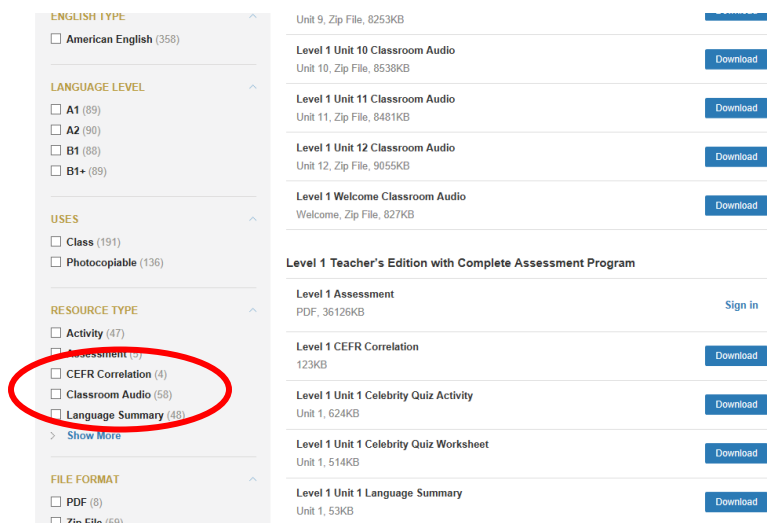 ENGLISH TYPE
American English (358)
LANGUAGE LEVEL
A1 (89)
A2 (90)
B1 (88)
B1+ (89)
USES
Class (191)
Photocopiable (136)
RESOURCE TYPE
Activity (47)
Assessment (5)
CEFR Correlation (4)
Classroom Audio (58)
Language Summary (48)
> Show More
FILE FORMAT
PDF (8)
Zip File (59)
Download
Unit 9, Zip File, 8253KB
Level 1 Unit 10 Classroom Audio
Download
Unit 10, Zip File, 8538KB
Level 1 Unit 11 Classroom Audio
Download
Unit 11, Zip File, 8481KB
Level 1 Unit 12 Classroom Audio
Download
Unit 12, Zip File, 9055KB
Level 1 Welcome Classroom Audio
Download
Welcome, Zip File, 827KB
Level 1 Teacher's Edition with Complete Assessment Program
Level 1 Assessment
Sign in
PDF, 36126KB
Level 1 CEFR Correlation
Download
123KB
Level 1 Unit 1 Celebrity Quiz Activity
Download
Unit 1, 624KB
Level 1 Unit 1 Celebrity Quiz Worksheet
Download
Unit 1, 514KB
Level 1 Unit 1 Language Summary
Download
Unit 1, 53KB